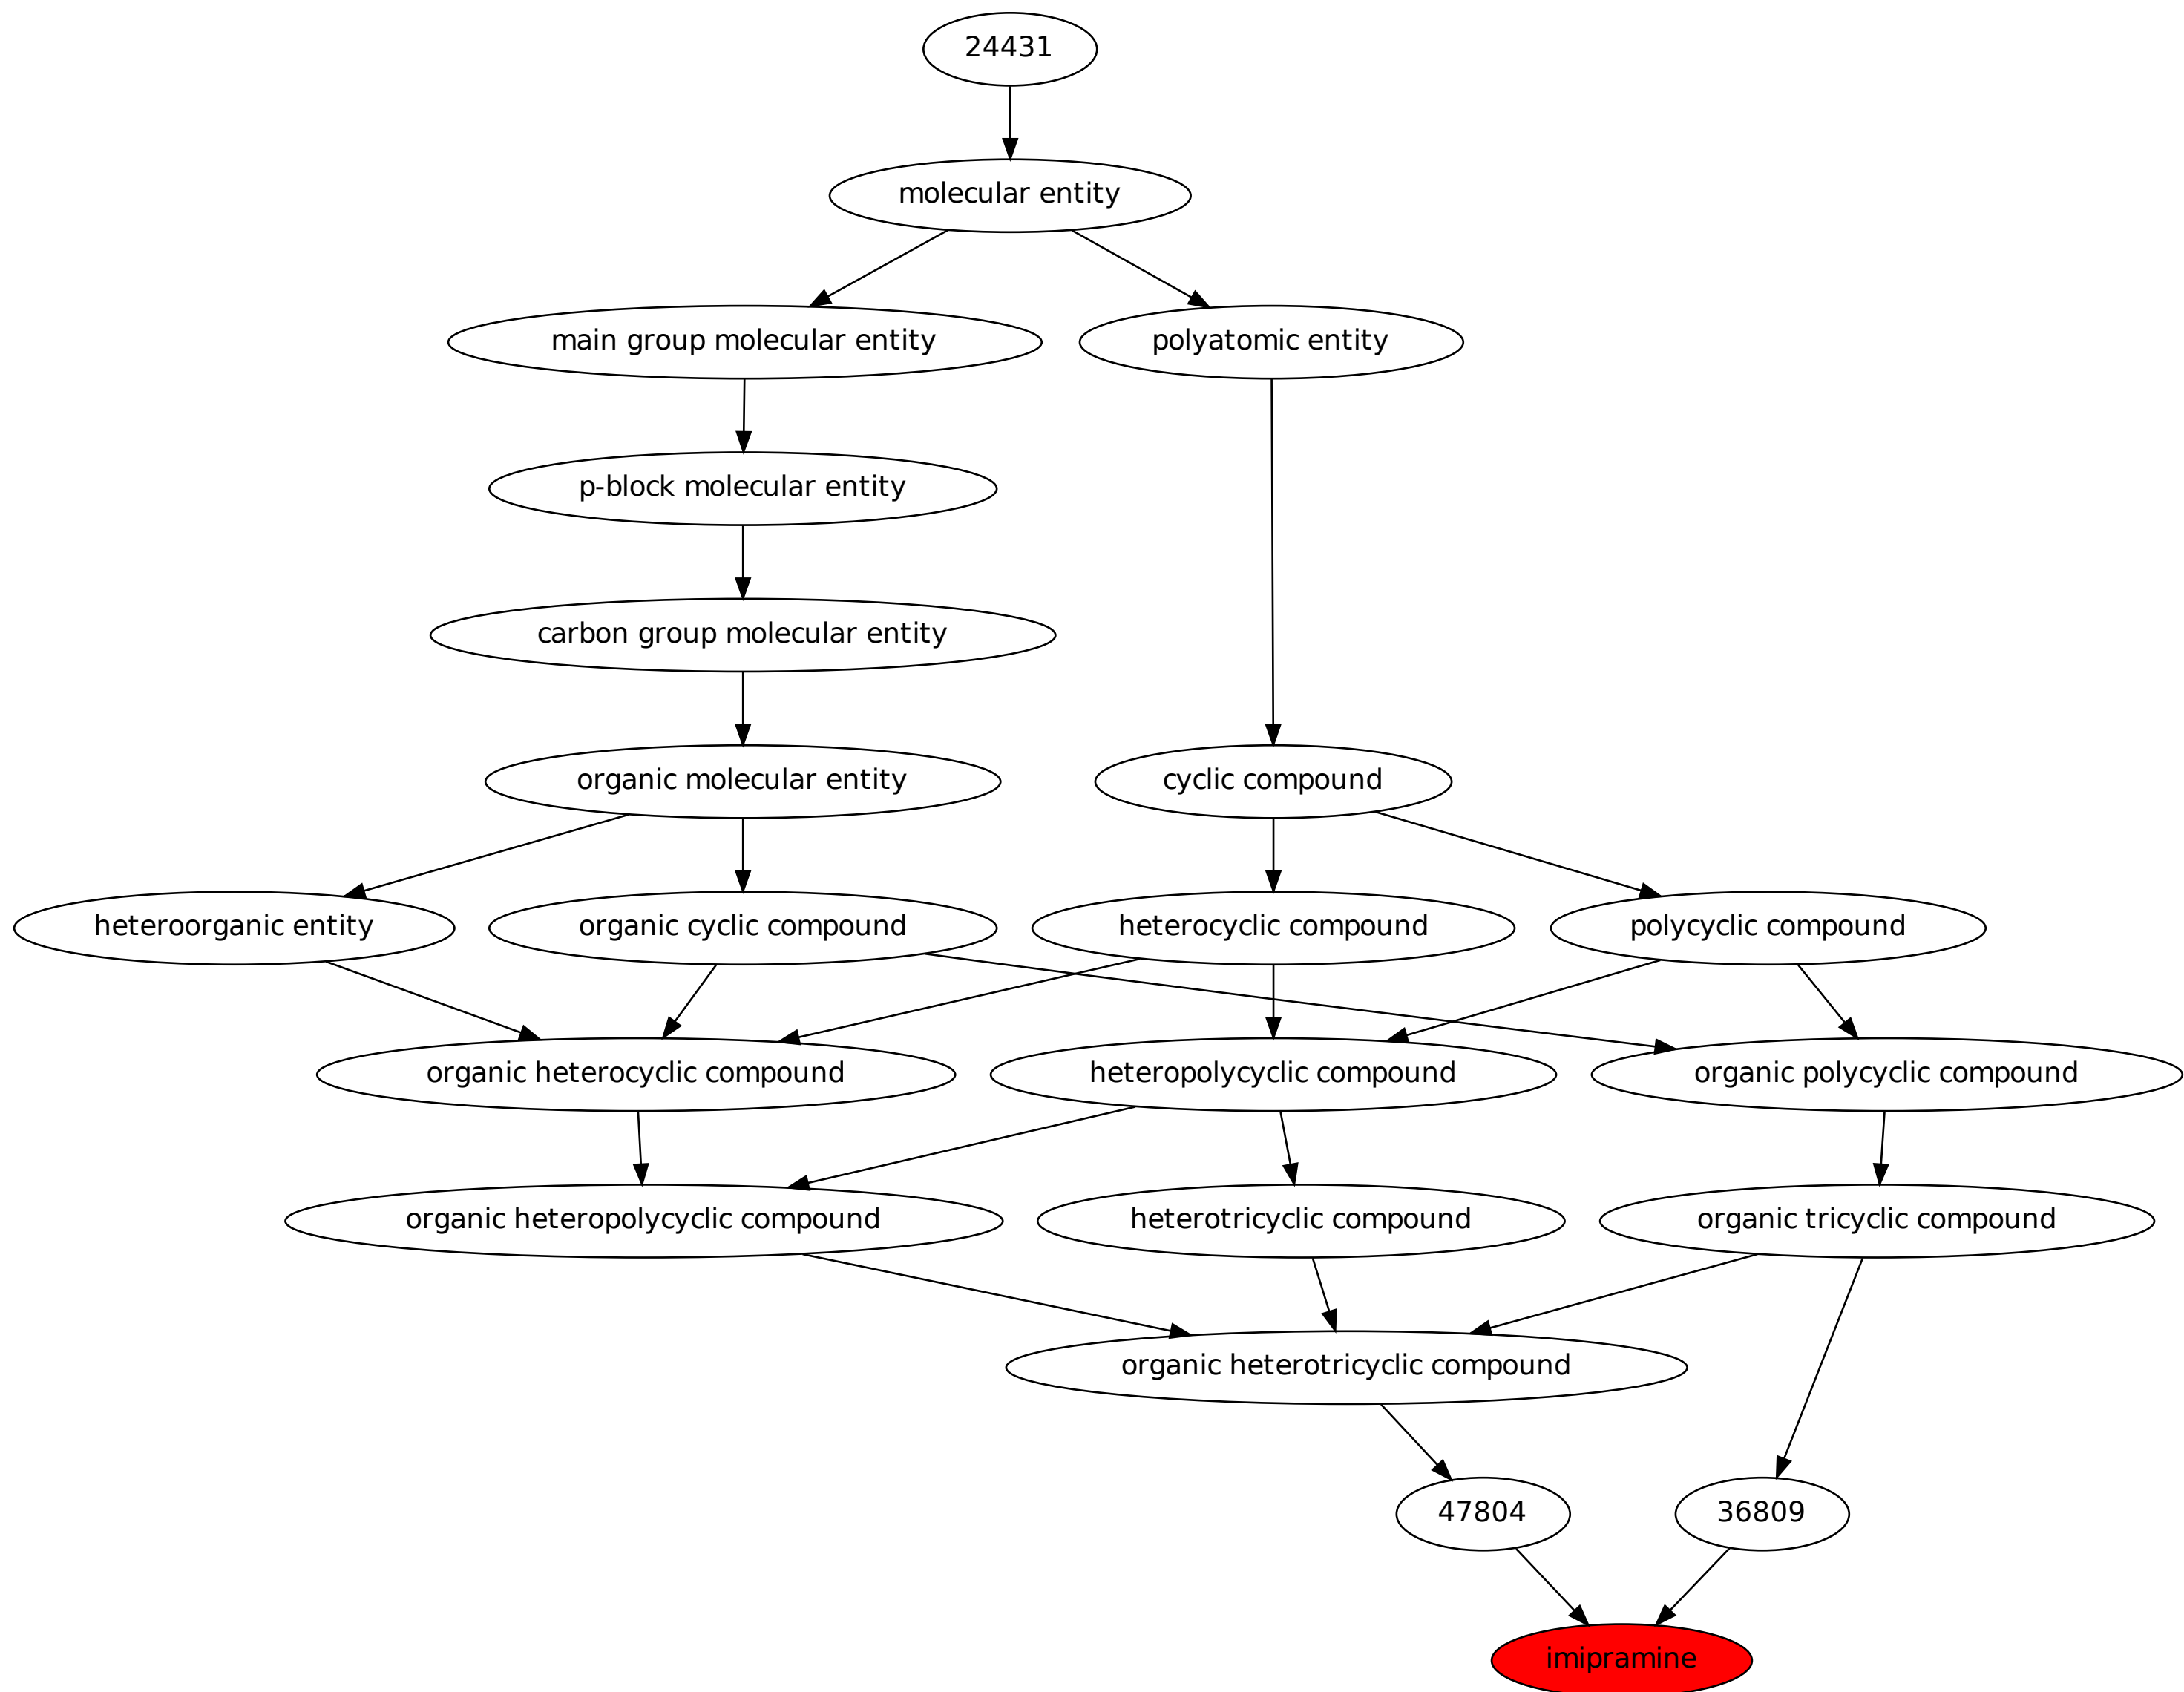 24431
molecular entity
main group molecular entity
polyatomic entity
p-block molecular entity
carbon group molecular entity
organic molecular entity
cyclic compound
heteroorganic entity
organic cyclic compound
heterocyclic compound
polycyclic compound
organic heterocyclic compound
heteropolycyclic compound
organic polycyclic compound
organic heteropolycyclic compound
heterotricyclic compound
organic tricyclic compound
organic heterotricyclic compound
47804
36809
imipramine